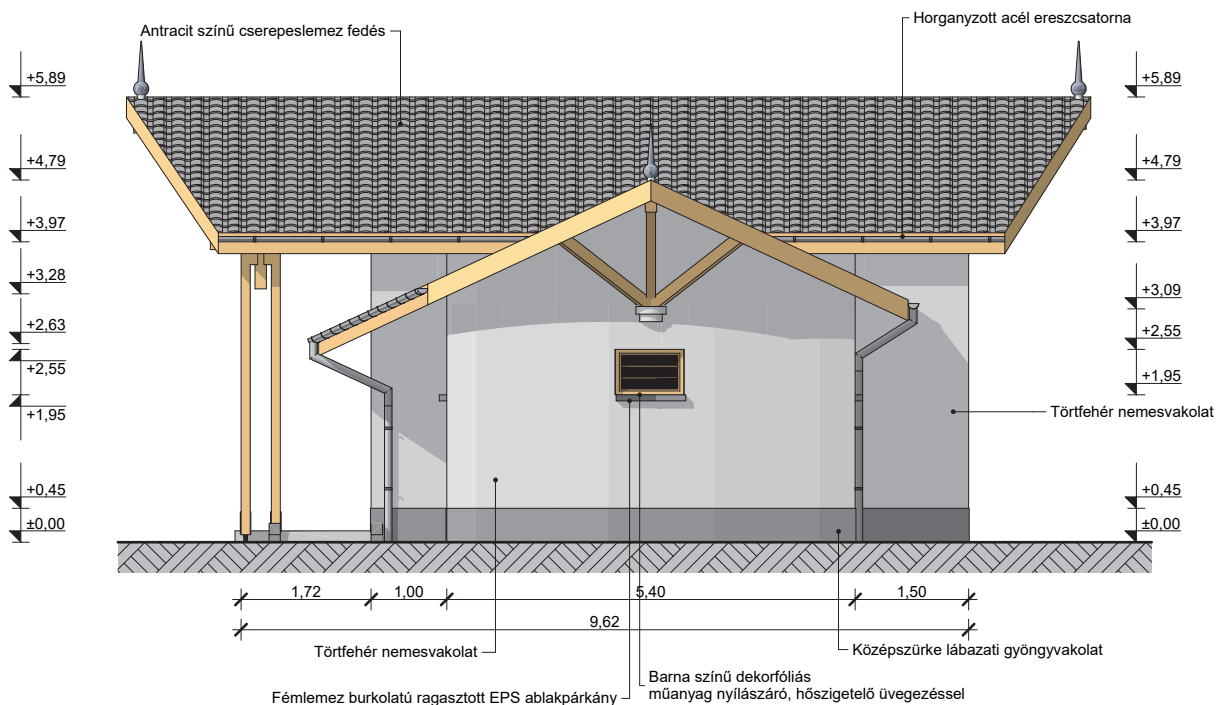 Horganyzott acél ereszcsatorna
Antracit színű cserepeslemez fedés
+5,89
+4,79
+3,97
+3,28
+2,63
+2,55
+1,95
+0,45
±0,00
+5,89
+4,79
+3,97
+3,09
+2,55
+1,95
+0,45
±0,00
Törtfehér nemesvakolat
1,72
1,00
5,40
1,50
9,62
Törtfehér nemesvakolat
Középszürke lábazati gyöngyvakolat
Barna színű dekorfóliás
műanyag nyílászáró, hőszigetelő üvegezéssel
Fémlemez burkolatú ragasztott EPS ablakpárkány